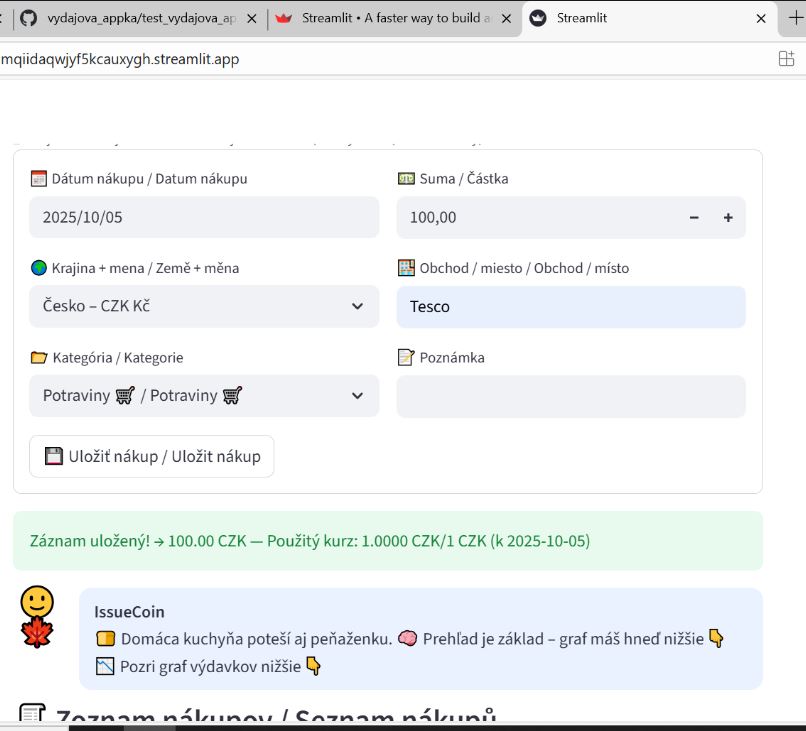 vydajova_appka/test_vydajova_ap
Streamlit • A faster way to build a
Streamlit
mqiidaqwjyf5kcauxygh.streamlit.app
Dátum nákupu / Datum nákupu
Suma / Částka
2025/10/05
100,00
Krajina + mena / Země + měna
Obchod / miesto / Obchod / místo
Česko – CZK Kč
Tesco
Kategória / Kategorie
Poznámka
Potraviny 🛒 / Potraviny 🛒
Uložiť nákup / Uložit nákup
Záznam uložený! → 100.00 CZK — Použitý kurz: 1.0000 CZK/1 CZK (k 2025-10-05)
IssueCoin
🍞 Domáca kuchyňa poteší aj peňaženku. 🧠 Prehľad je základ – graf máš hneď nižšie 👇
📉 Pozri graf výdavkov nižšie 👇
Zoznam nákupov / Seznam nákupů